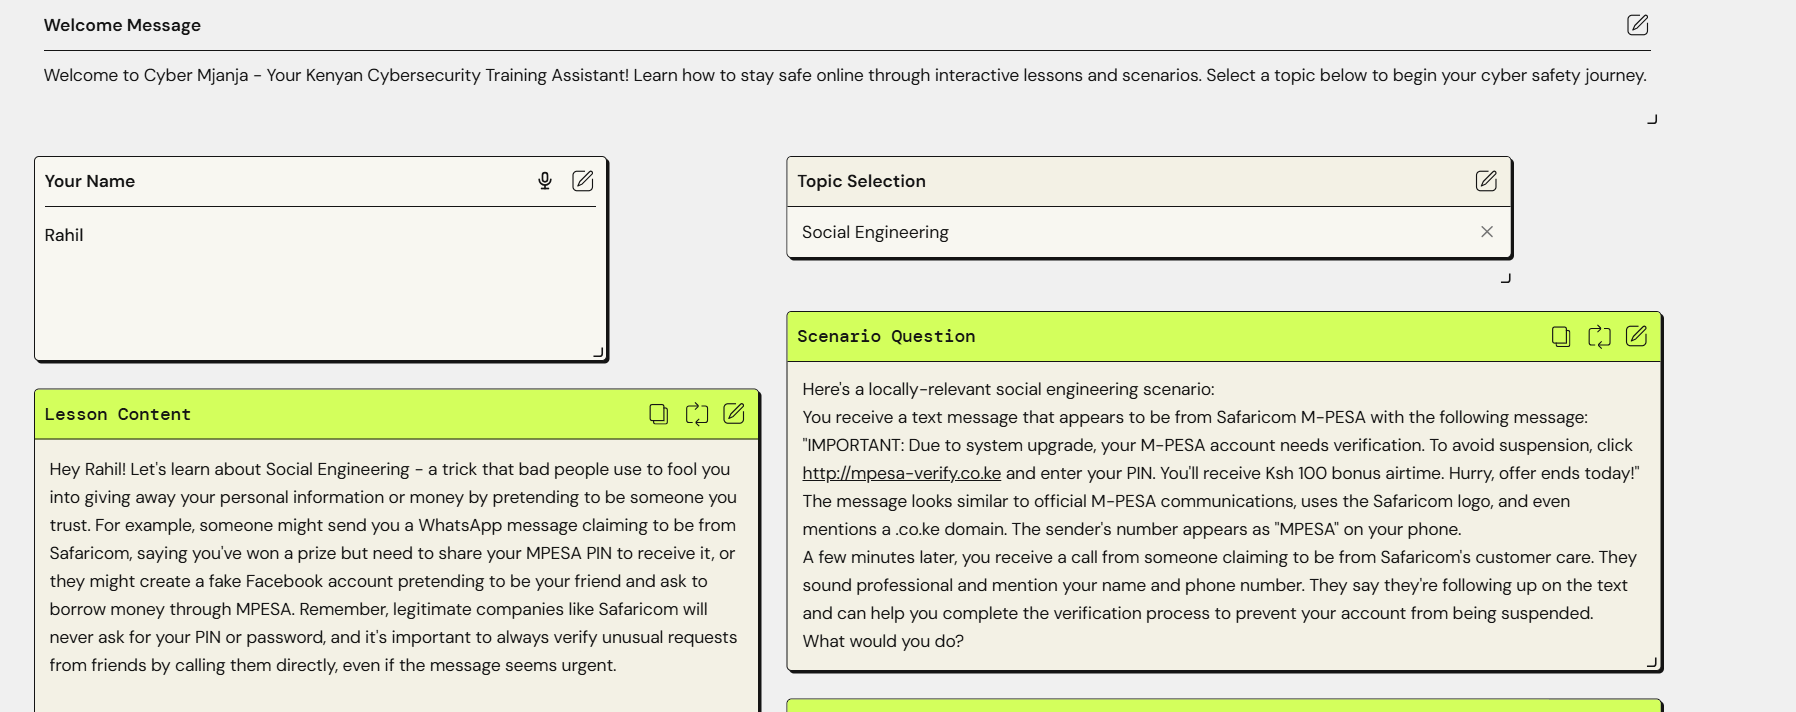 Welcome Message
Welcome to Cyber Mjanja - Your Kenyan Cybersecurity Training Assistant! Learn how to stay safe online through interactive lessons and scenarios. Select a topic below to begin your cyber safety journey.
Your Name
Rahil
Topic Selection
Social Engineering
Lesson Content
Hey Rahil! Let's learn about Social Engineering - a trick that bad people use to fool you
into giving away your personal information or money by pretending to be someone you
trust. For example, someone might send you a WhatsApp message claiming to be from
Safaricom, saying you've won a prize but need to share your MPESA PIN to receive it, or
they might create a fake Facebook account pretending to be your friend and ask to
borrow money through MPESA. Remember, legitimate companies like Safaricom will
never ask for your PIN or password, and it's important to always verify unusual requests
from friends by calling them directly, even if the message seems urgent.
Scenario Question
Here's a locally-relevant social engineering scenario:
You receive a text message that appears to be from Safaricom M-PESA with the following message:
"IMPORTANT: Due to system upgrade, your M-PESA account needs verification. To avoid suspension, click
http://mpesa-verify.co.ke and enter your PIN. You'll receive Ksh 100 bonus airtime. Hurry, offer ends today!"
The message looks similar to official M-PESA communications, uses the Safaricom logo, and even
mentions a .co.ke domain. The sender's number appears as "MPESA" on your phone.
A few minutes later, you receive a call from someone claiming to be from Safaricom's customer care. They
sound professional and mention your name and phone number. They say they're following up on the text
and can help you complete the verification process to prevent your account from being suspended.
What would you do?